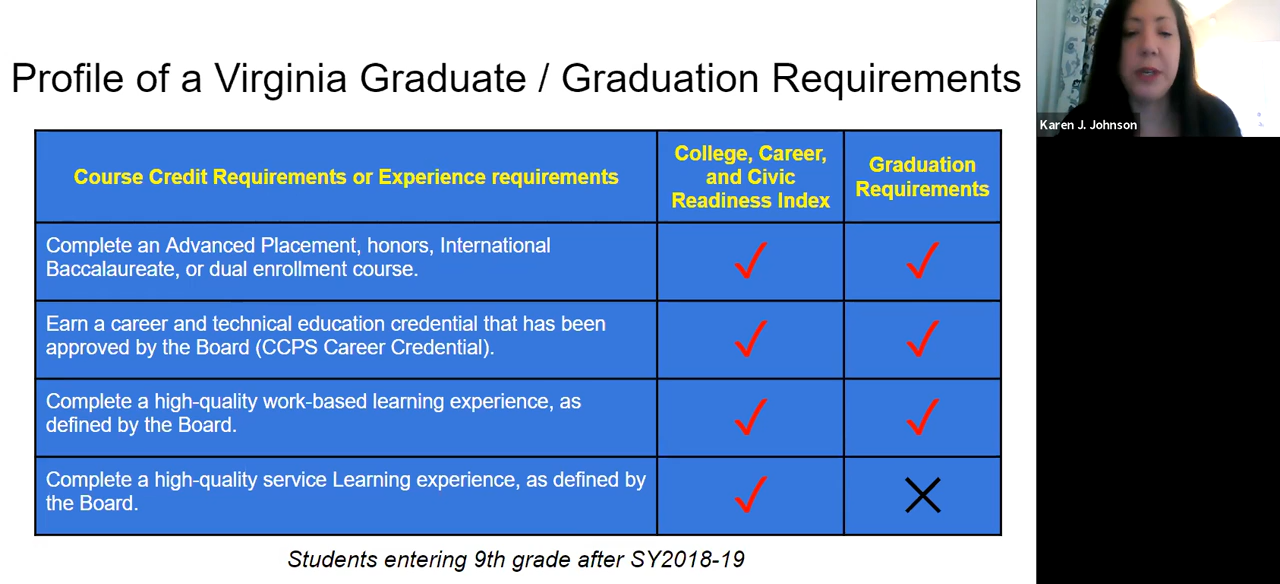 Profile of a Virginia Graduate / Graduation Requirements
Karen J. Johnson
Course Credit Requirements or Experience requirements
College, Career,
and Civic
Readiness Index
Graduation
Requirements
Complete an Advanced Placement, honors, International
Baccalaureate, or dual enrollment course.
Earn a career and technical education credential that has been
approved by the Board (CCPS Career Credential).
Complete a high-quality work-based learning experience, as
defined by the Board.
Complete a high-quality service Learning experience, as defined by
the Board.
Students entering 9th grade after SY2018-19